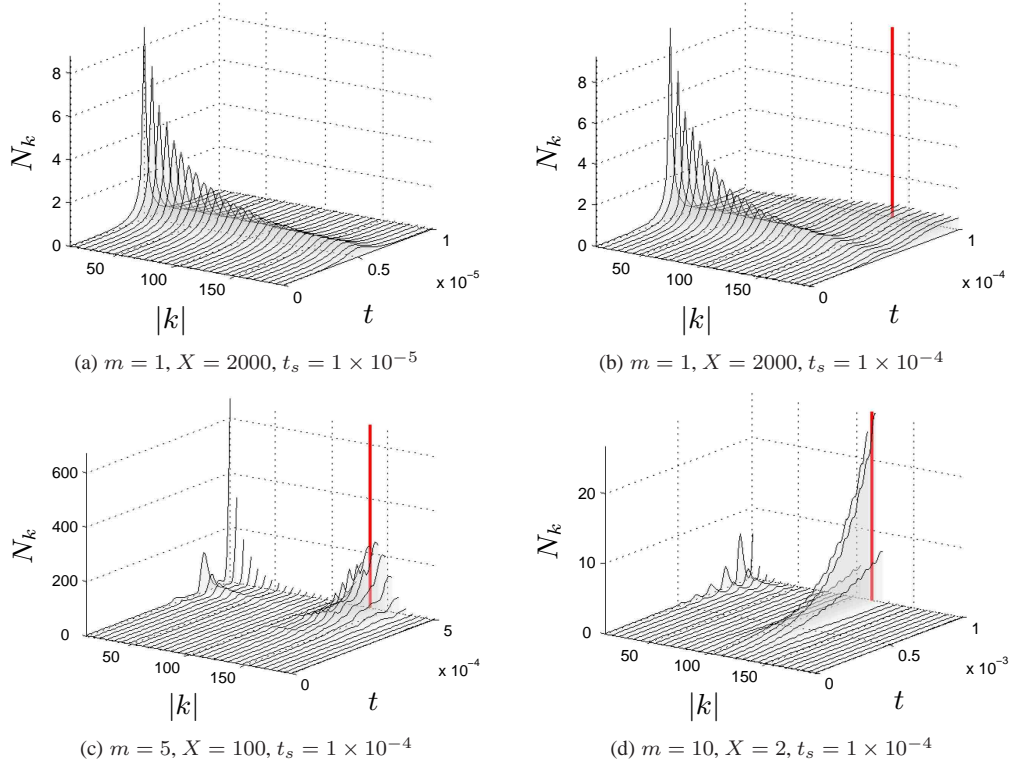 8
6
4
2
0
N_k
50
100
150
|k|
0
0.5
1
x 10^{-5}
t
(a) m = 1, X = 2000, t_s = 1 × 10^{-5}
8
6
4
2
0
N_k
50
100
150
|k|
0
1
x 10^{-4}
t
(b) m = 1, X = 2000, t_s = 1 × 10^{-4}
600
400
200
0
N_k
50
100
150
|k|
0
5
x 10^{-4}
t
(c) m = 5, X = 100, t_s = 1 × 10^{-4}
20
10
0
N_k
50
100
150
|k|
0
0.5
1
x 10^{-3}
t
(d) m = 10, X = 2, t_s = 1 × 10^{-4}